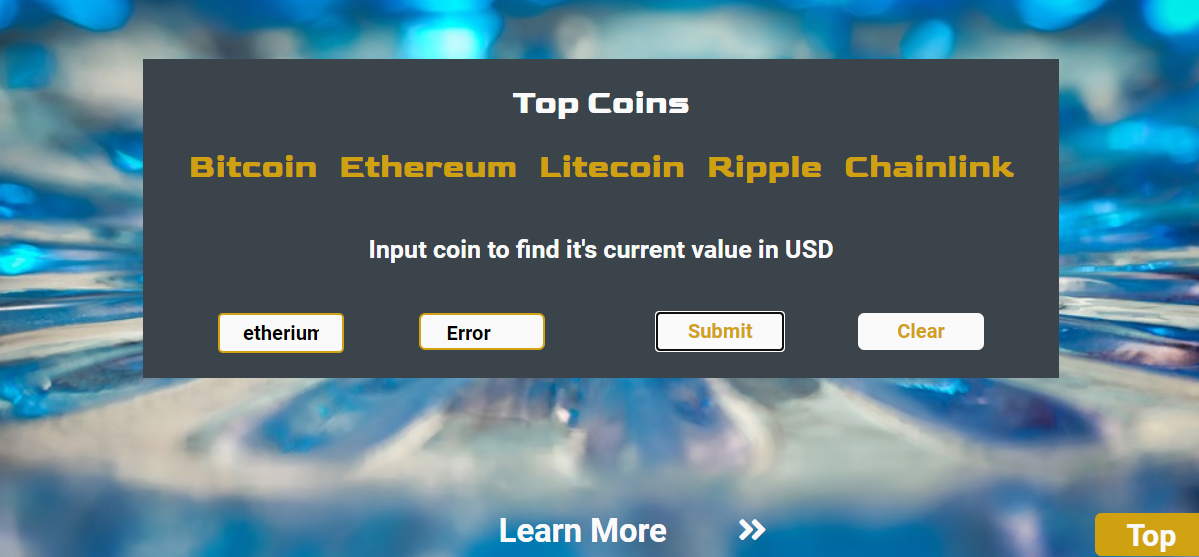 Top Coins
Bitcoin Ethereum Litecoin Ripple Chainlink
Input coin to find it's current value in USD
etherium Error Submit Clear
Learn More
Top